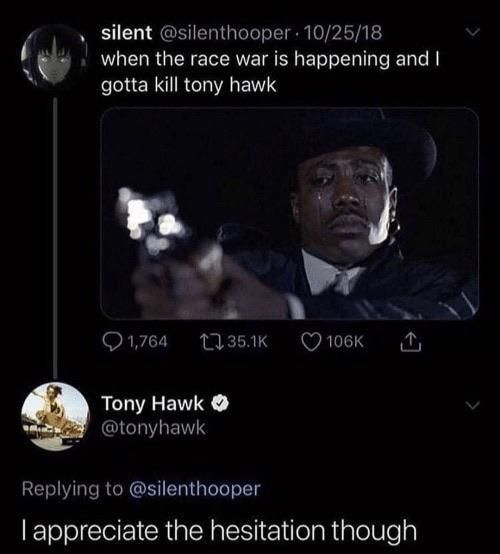 silent @silenthooper · 10/25/18
when the race war is happening and I
gotta kill tony hawk
1,764 35.1K 106K
Tony Hawk
@tonyhawk
Replying to @silenthooper
I appreciate the hesitation though